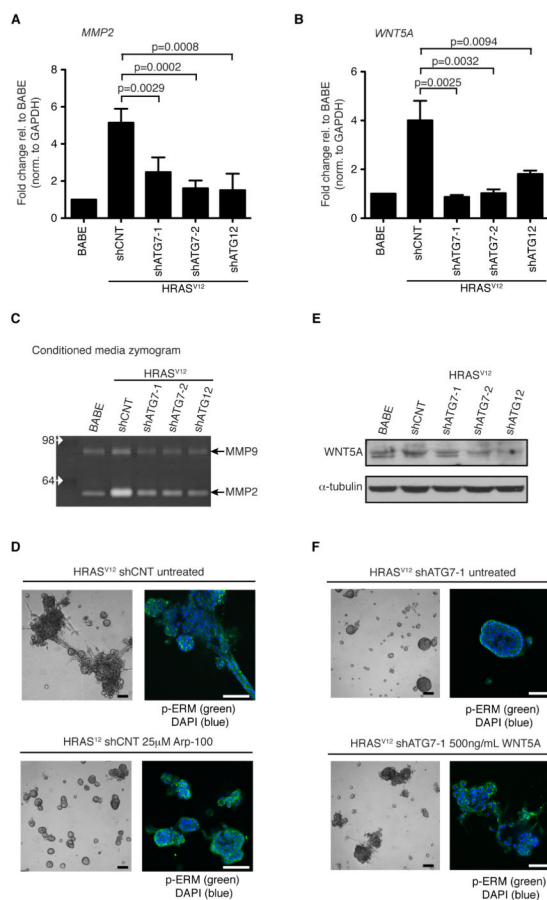 A
MMP2
p=0.0008
p=0.0002
p=0.0029
Fold change rel. to BABE
(norm. to GAPDH)
8
6
4
2
0
BABE
shCNT
shATG7-1
shATG7-2
shATG12
HRASV12
B
WNT5A
p=0.0094
p=0.0032
p=0.0025
Fold change rel. to BABE
(norm. to GAPDH)
6
4
2
0
BABE
shCNT
shATG7-1
shATG7-2
shATG12
HRASV12
C
Conditioned media zymogram
HRASV12
BABE
shCNT
shATG7-1
shATG7-2
shATG12
98
64
MMP9
MMP2
E
HRASV12
BABE
shCNT
shATG7-1
shATG7-2
shATG12
WNT5A
α-tubulin
D
HRASV12 shCNT untreated
p-ERM (green)
DAPI (blue)
HRAS12 shCNT 25μM Arp-100
p-ERM (green)
DAPI (blue)
F
HRASV12 shATG7-1 untreated
p-ERM (green)
DAPI (blue)
HRASV12 shATG7-1 500ng/mL WNT5A
p-ERM (green)
DAPI (blue)